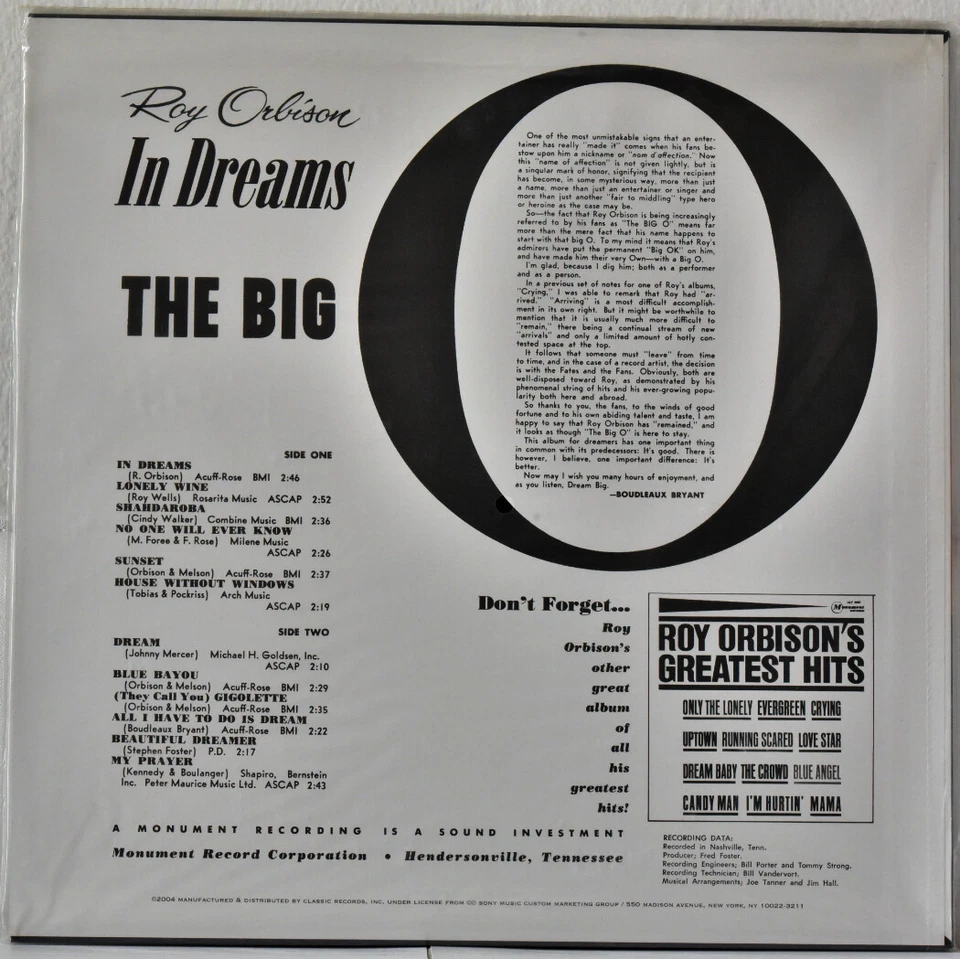 Roy Orbison
In Dreams
THE BIG
O
One of the most unmistakable signs that an enter-
tainer has really "made it" comes when his fans be-
stow upon him a nickname or "nom d'affection." Now
this "name of affection" is not given lightly, but is
a singular mark of honor, signifying that the recipient
has become, in some mysterious way, more than just
a name, more than just an entertainer or singer and
more than just another "fair to middling" type hero
or heroine as the case may be.
So—the fact that Roy Orbison is being increasingly
referred to by his fans as "The BIG O" means far
more than the mere fact that his name happens to
start with that big O. To my mind it means that Roy's
admirers have put the permanent "Big OK" on him,
and have made him their very Own—with a Big O.
I'm glad, because I dig him; both as a performer
and as a person.
In a previous set of notes for one of Roy's albums,
"Crying," I was able to remark that Roy had "ar-
rived." "Arriving" is a most difficult accomplish-
ment in its own right. But it might be worthwhile to
mention that it is usually much more difficult to
"remain," there being a continual stream of new
"arrivals" and only a limited amount of hotly con-
tested space at the top.
It follows that someone must "leave" from time
to time, and in the case of a record artist, the decision
is with the Fates and the Fans. Obviously, both are
well-disposed toward Roy, as demonstrated by his
phenomenal string of hits and his ever-growing popu-
larity both here and abroad.
So thanks to you, the fans, to the winds of good
fortune and to his own abiding talent and taste, I am
happy to say that Roy Orbison has "remained," and
it looks as though "The Big O" is here to stay.
This album for dreamers has one important thing
in common with its predecessors: It's good. There is
however, I believe, one important difference: It's
better.
Now may I wish you many hours of enjoyment, and
as you listen, Dream Big.
—BOUDLEAUX BRYANT
SIDE ONE
IN DREAMS
(R. Orbison) Acuff-Rose BMI 2:46
LONELY WINE
(Roy Wells) Rosarita Music ASCAP 2:52
SHAHDAROBA
(Cindy Walker) Combine Music BMI 2:36
NO ONE WILL EVER KNOW
(M. Foree & F. Rose) Milene Music
ASCAP 2:26
SUNSET
(Orbison & Melson) Acuff-Rose BMI 2:37
HOUSE WITHOUT WINDOWS
(Tobias & Pockriss) Arch Music
ASCAP 2:19
SIDE TWO
DREAM
(Johnny Mercer) Michael H. Goldsen, Inc.
ASCAP 2:10
BLUE BAYOU
(Orbison & Melson) Acuff-Rose BMI 2:29
(They Call You) GIGOLETTE
(Orbison & Melson) Acuff-Rose BMI 2:35
ALL I HAVE TO DO IS DREAM
(Boudleaux Bryant) Acuff-Rose BMI 2:22
BEAUTIFUL DREAMER
(Stephen Foster) P.D. 2:17
MY PRAYER
(Kennedy & Boulanger) Shapiro, Bernstein
Inc. Peter Maurice Music Ltd. ASCAP 2:43
Don't Forget...
Roy
Orbison's
other
great
album
of
all
his
greatest
hits!
Monument
ROY ORBISON'S
GREATEST HITS
ONLY THE LONELY EVERGREEN CRYING
UPTOWN RUNNING SCARED LOVE STAR
DREAM BABY THE CROWD BLUE ANGEL
CANDY MAN I'M HURTIN' MAMA
A MONUMENT RECORDING IS A SOUND INVESTMENT
Monument Record Corporation • Hendersonville, Tennessee
RECORDING DATA:
Recorded in Nashville, Tenn.
Producer; Fred Foster.
Recording Engineers; Bill Porter and Tommy Strong.
Recording Technician; Bill Vandervort.
Musical Arrangements; Joe Tanner and Jim Hall.
©2004 MANUFACTURED & DISTRIBUTED BY CLASSIC RECORDS, INC. UNDER LICENSE FROM SONY MUSIC CUSTOM MARKETING GROUP / 550 MADISON AVENUE, NEW YORK, NY 10022-3211